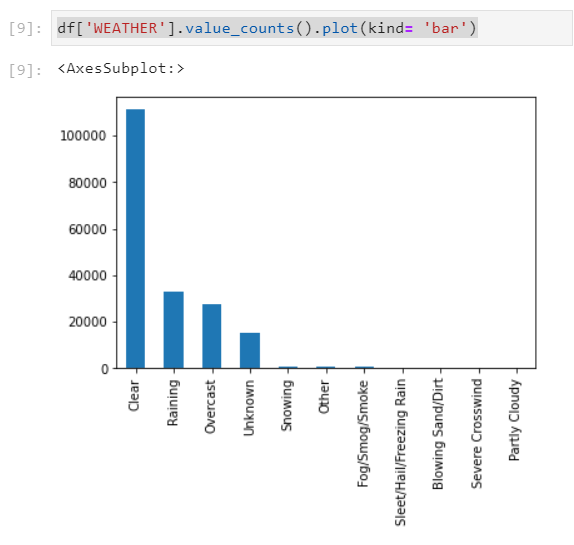 [9]: df['WEATHER'].value_counts().plot(kind= 'bar')
[9]: <AxesSubplot:>
100000
80000
60000
40000
20000
0
Clear
Raining
Overcast
Unknown
Snowing
Other
Fog/Smog/Smoke
Sleet/Hail/Freezing Rain
Blowing Sand/Dirt
Severe Crosswind
Partly Cloudy